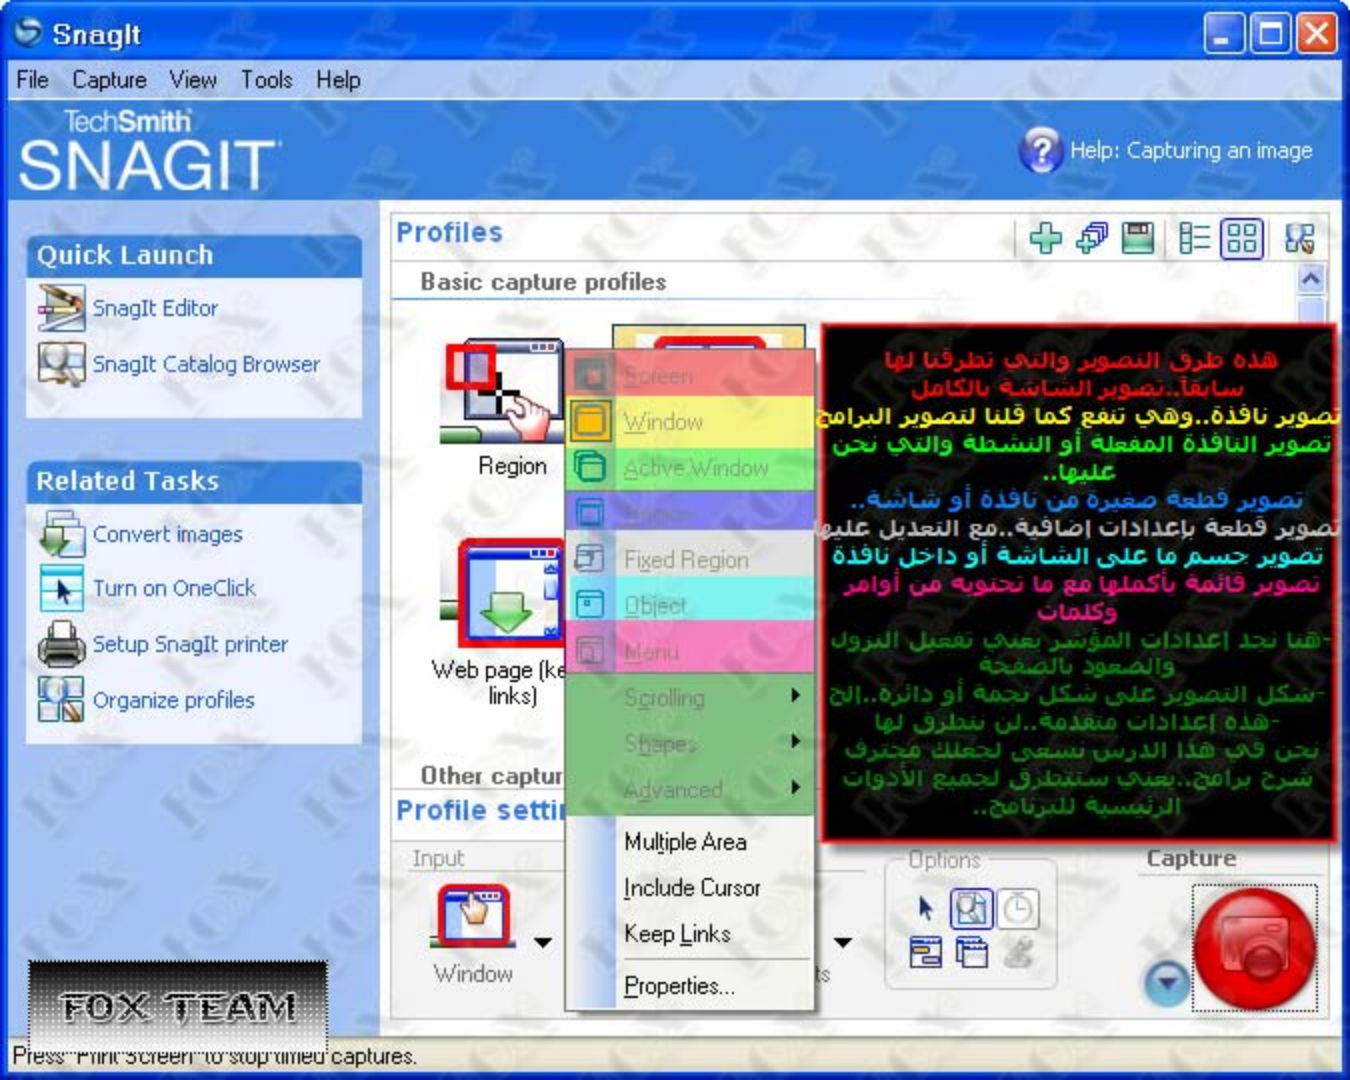 SnagIt
File Capture View Tools Help
TechSmith
SNAGIT
Help: Capturing an image
Quick Launch
SnagIt Editor
SnagIt Catalog Browser
Related Tasks
Convert images
Turn on OneClick
Setup SnagIt printer
Organize profiles
Profiles
Basic capture profiles
Region
Web page (ke
links)
Other captur
Profile setti
Input
Window
Screen
Window
Active Window
Fixed Region
Object
Menu
Scrolling
Shapes
Advanced
Multiple Area
Include Cursor
Keep Links
Properties...
هذه طرق التصوير والتي تطرقنا لها
سابقاً..تصوير الشاشة بالكامل
تصوير نافذة..وهي تنفع كما قلنا لتصوير البرامج
تصوير النافذة المفعلة أو النشطة والتي نحن
عليها..
تصوير قطعة صغيرة من نافذة أو شاشة..
تصوير قطعة بإعدادات إضافية..مع التعديل عليها
تصوير جسم ما على الشاشة أو داخل نافذة
تصوير قائمة بأكملها مع ما تحتويه من أوامر
وكلمات
-هنا نجد إعدادات المؤشر يعني تفعيل النزول
والصعود بالصفحة
-شكل التصوير على شكل نجمة أو دائرة..إلخ
-هذه إعدادات متقدمة..لن نتطرق لها
نحن في هذا الدرس نسعى لجعلك محترف
شرح برامج..يعني سنتطرق لجميع الأدوات
الرئيسية للبرنامج..
Options
Capture
FOX TEAM
Press "Print Screen" to stop timed captures.